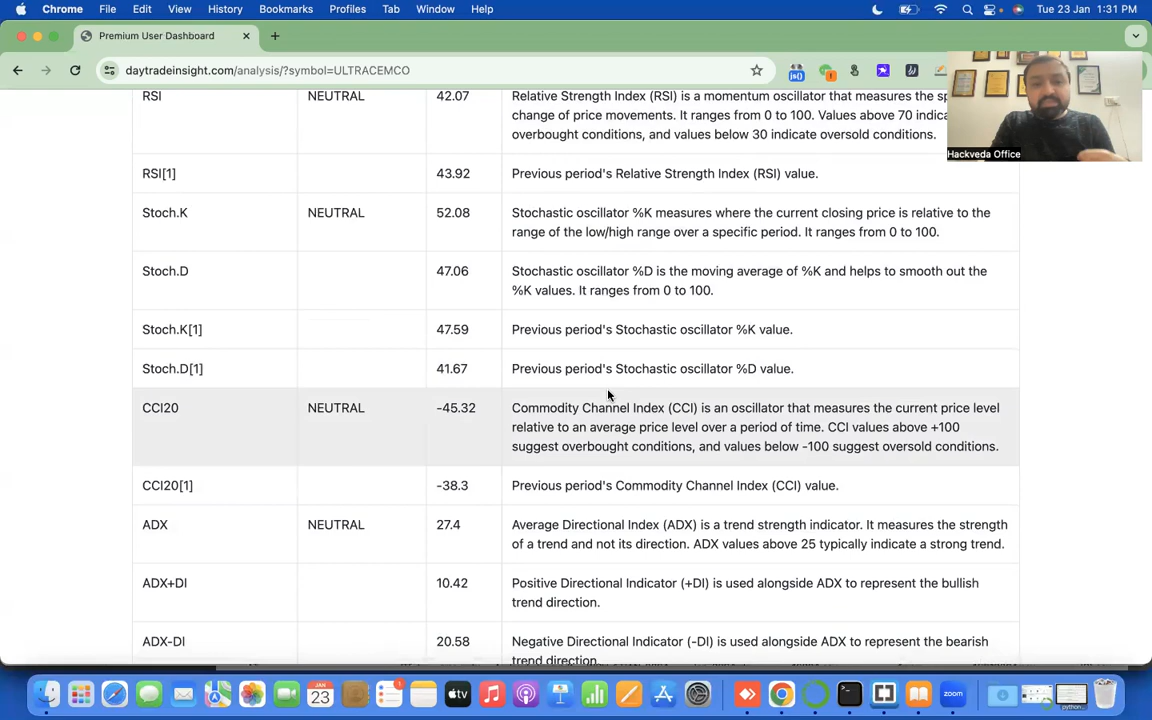 Chrome File Edit View History Bookmarks Profiles Tab Window Help Tue 23 Jan 1:31 PM
Premium User Dashboard
daytradeinsight.com/analysis/?symbol=ULTRACEMCO
Hackveda Office
RSI NEUTRAL 42.07 Relative Strength Index (RSI) is a momentum oscillator that measures the sp
change of price movements. It ranges from 0 to 100. Values above 70 indica
overbought conditions, and values below 30 indicate oversold conditions.
RSI[1] 43.92 Previous period's Relative Strength Index (RSI) value.
Stoch.K NEUTRAL 52.08 Stochastic oscillator %K measures where the current closing price is relative to the
range of the low/high range over a specific period. It ranges from 0 to 100.
Stoch.D 47.06 Stochastic oscillator %D is the moving average of %K and helps to smooth out the
%K values. It ranges from 0 to 100.
Stoch.K[1] 47.59 Previous period's Stochastic oscillator %K value.
Stoch.D[1] 41.67 Previous period's Stochastic oscillator %D value.
CCI20 NEUTRAL -45.32 Commodity Channel Index (CCI) is an oscillator that measures the current price level
relative to an average price level over a period of time. CCI values above +100
suggest overbought conditions, and values below -100 suggest oversold conditions.
CCI20[1] -38.3 Previous period's Commodity Channel Index (CCI) value.
ADX NEUTRAL 27.4 Average Directional Index (ADX) is a trend strength indicator. It measures the strength
of a trend and not its direction. ADX values above 25 typically indicate a strong trend.
ADX+DI 10.42 Positive Directional Indicator (+DI) is used alongside ADX to represent the bullish
trend direction.
ADX-DI 20.58 Negative Directional Indicator (-DI) is used alongside ADX to represent the bearish
trend direction.
JAN
23
tv
zoom
python